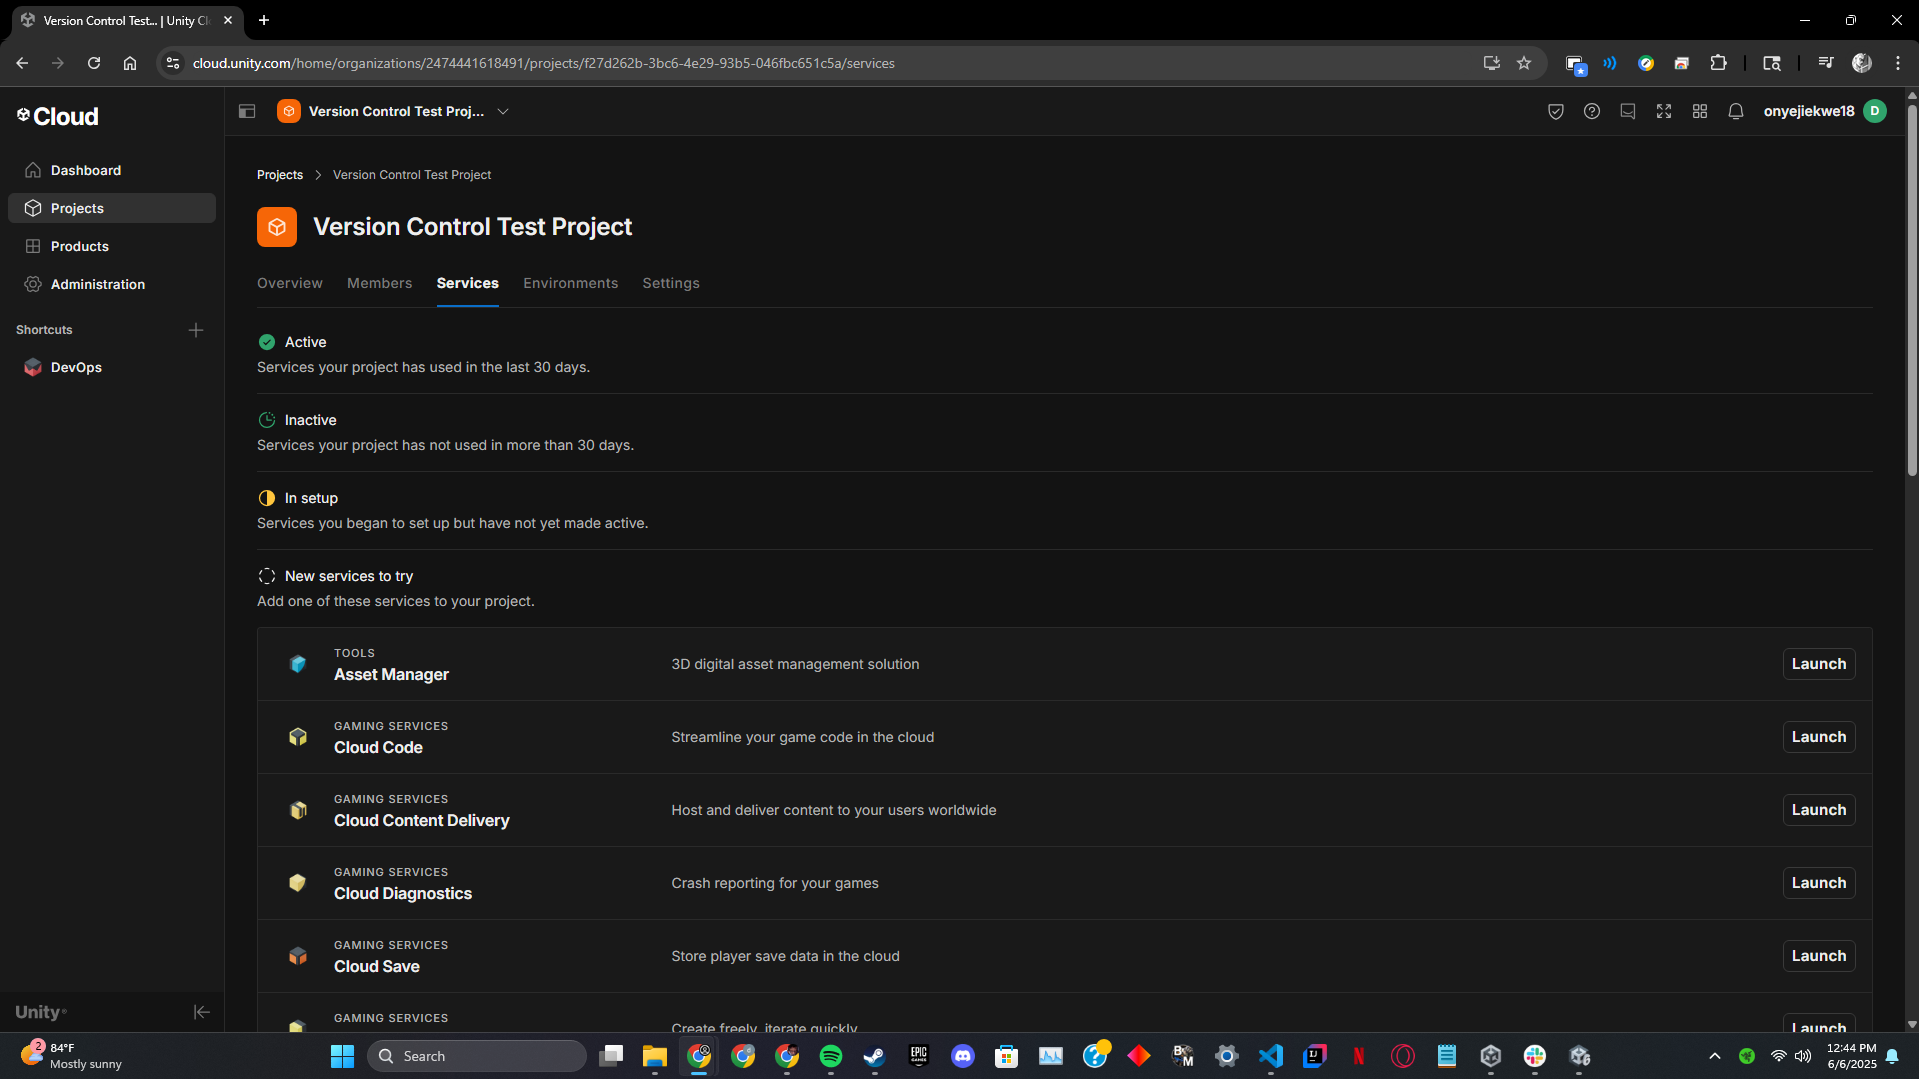 Version Control Test... | Unity Cl
cloud.unity.com/home/organizations/2474441618491/projects/f27d262b-3bc6-4e29-93b5-046fbc651c5a/services
Cloud
Version Control Test Proj...
onyejiekwe18
D
Dashboard
Projects
Products
Administration
Shortcuts
DevOps
Projects
Version Control Test Project
Version Control Test Project
Overview
Members
Services
Environments
Settings
Active
Services your project has used in the last 30 days.
Inactive
Services your project has not used in more than 30 days.
In setup
Services you began to set up but have not yet made active.
New services to try
Add one of these services to your project.
TOOLS
Asset Manager
3D digital asset management solution
Launch
GAMING SERVICES
Cloud Code
Streamline your game code in the cloud
Launch
GAMING SERVICES
Cloud Content Delivery
Host and deliver content to your users worldwide
Launch
GAMING SERVICES
Cloud Diagnostics
Crash reporting for your games
Launch
GAMING SERVICES
Cloud Save
Store player save data in the cloud
Launch
GAMING SERVICES
Create freely, iterate quickly
Launch
Unity
2
84°F
Mostly sunny
Search
EPIC
GAMES
12:44 PM
6/6/2025